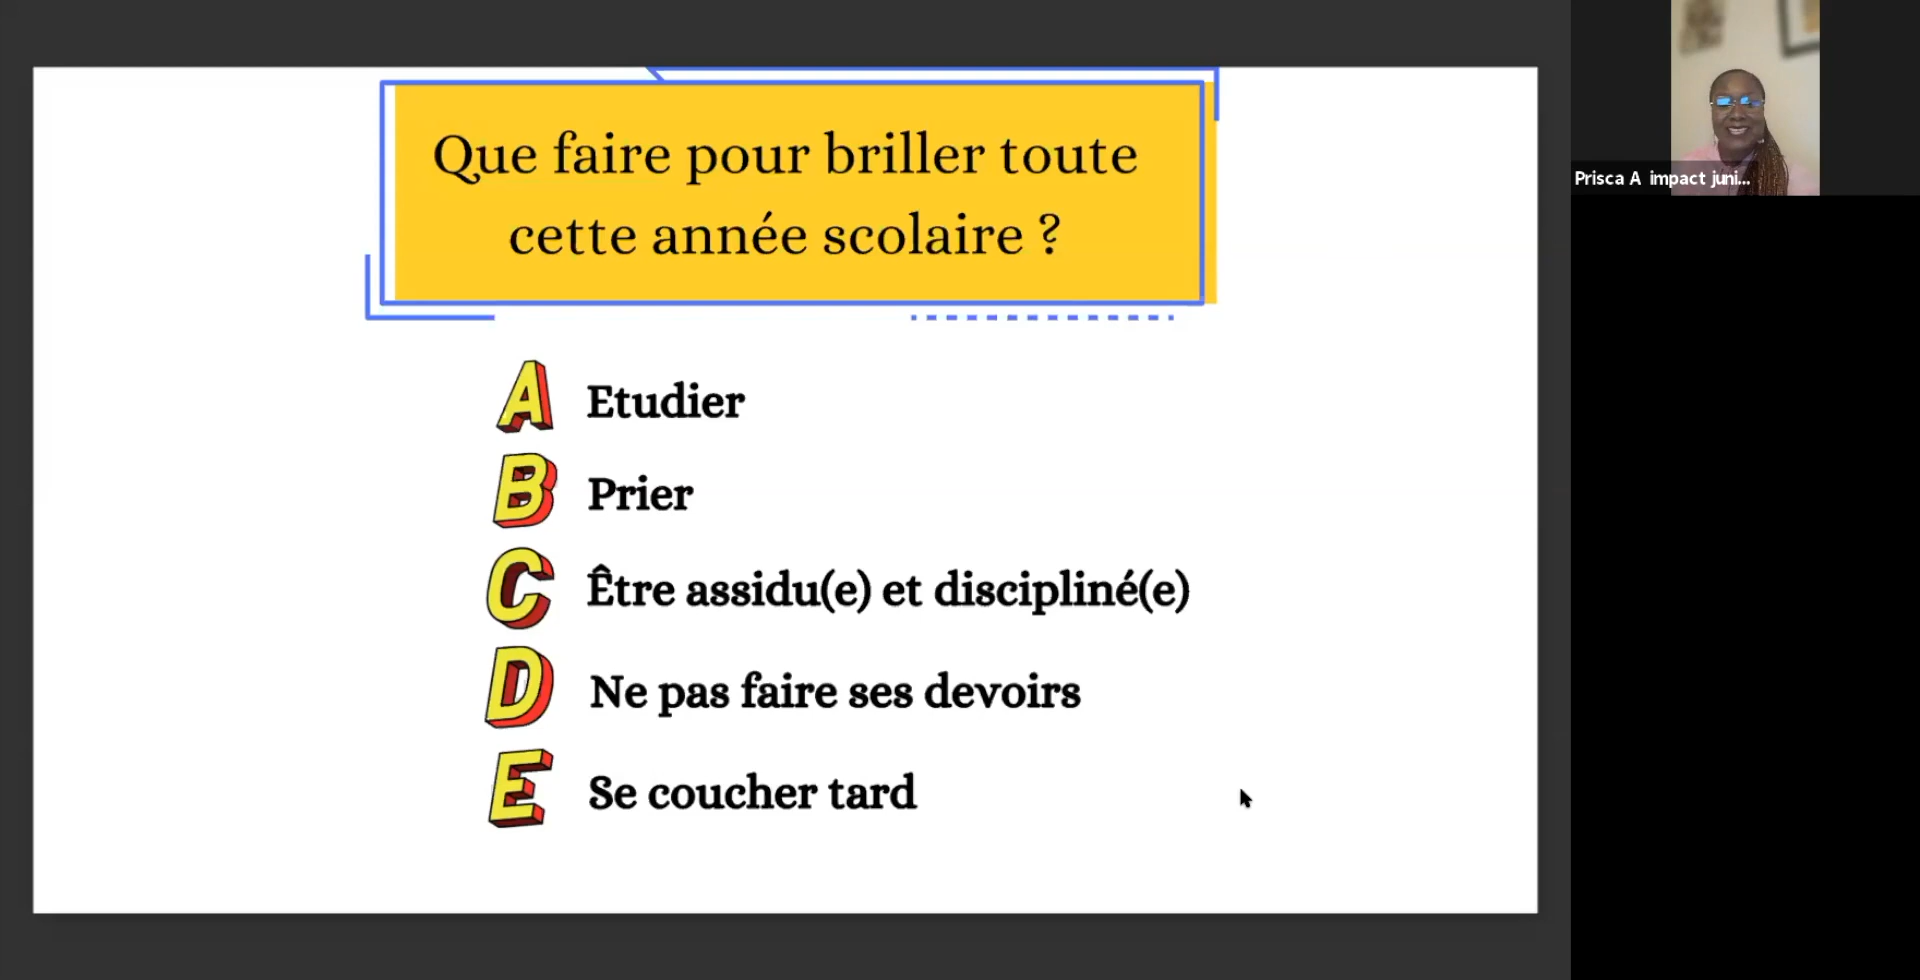 Que faire pour briller toute
cette année scolaire ?
A Etudier
B Prier
C Être assidu(e) et discipliné(e)
D Ne pas faire ses devoirs
E Se coucher tard
Prisca A impact juni...